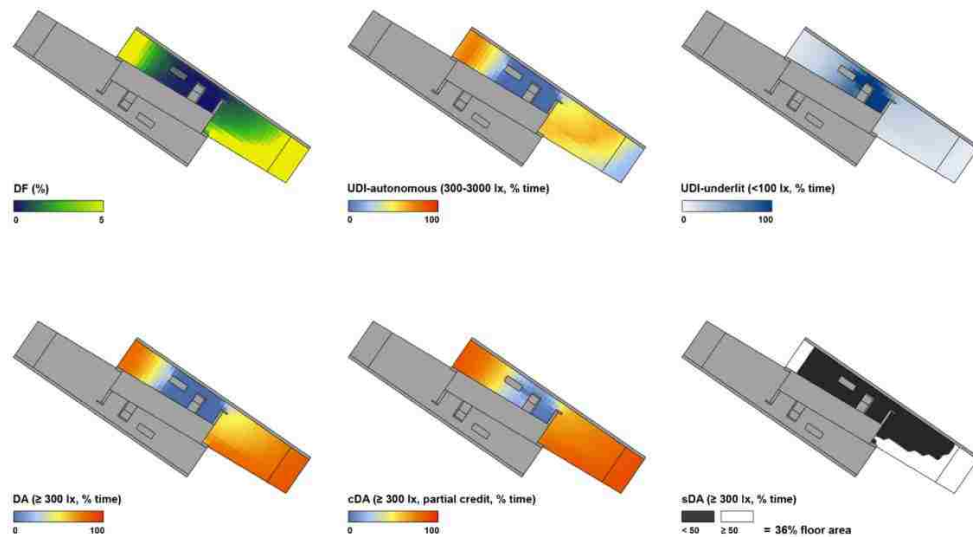 DF (%)
0 5
UDI-autonomous (300-3000 lx, % time)
0 100
UDI-underlit (<100 lx, % time)
0 100
DA (≥ 300 lx, % time)
0 100
cDA (≥ 300 lx, partial credit, % time)
0 100
sDA (≥ 300 lx, % time)
< 50 ≥ 50 = 36% floor area